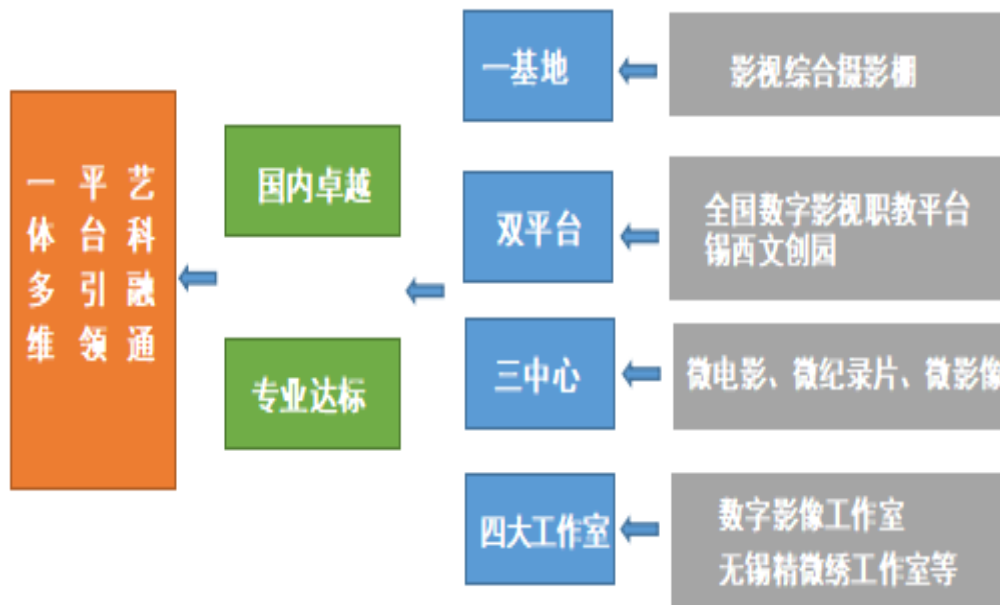 艺科融通
平台引领
一体多维
国内卓越
专业达标
一基地
影视综合摄影棚
双平台
全国数字影视职教平台
锡西文创园
三中心
微电影、微纪录片、微影像
四大工作室
数字影像工作室
无锡精微绣工作室等